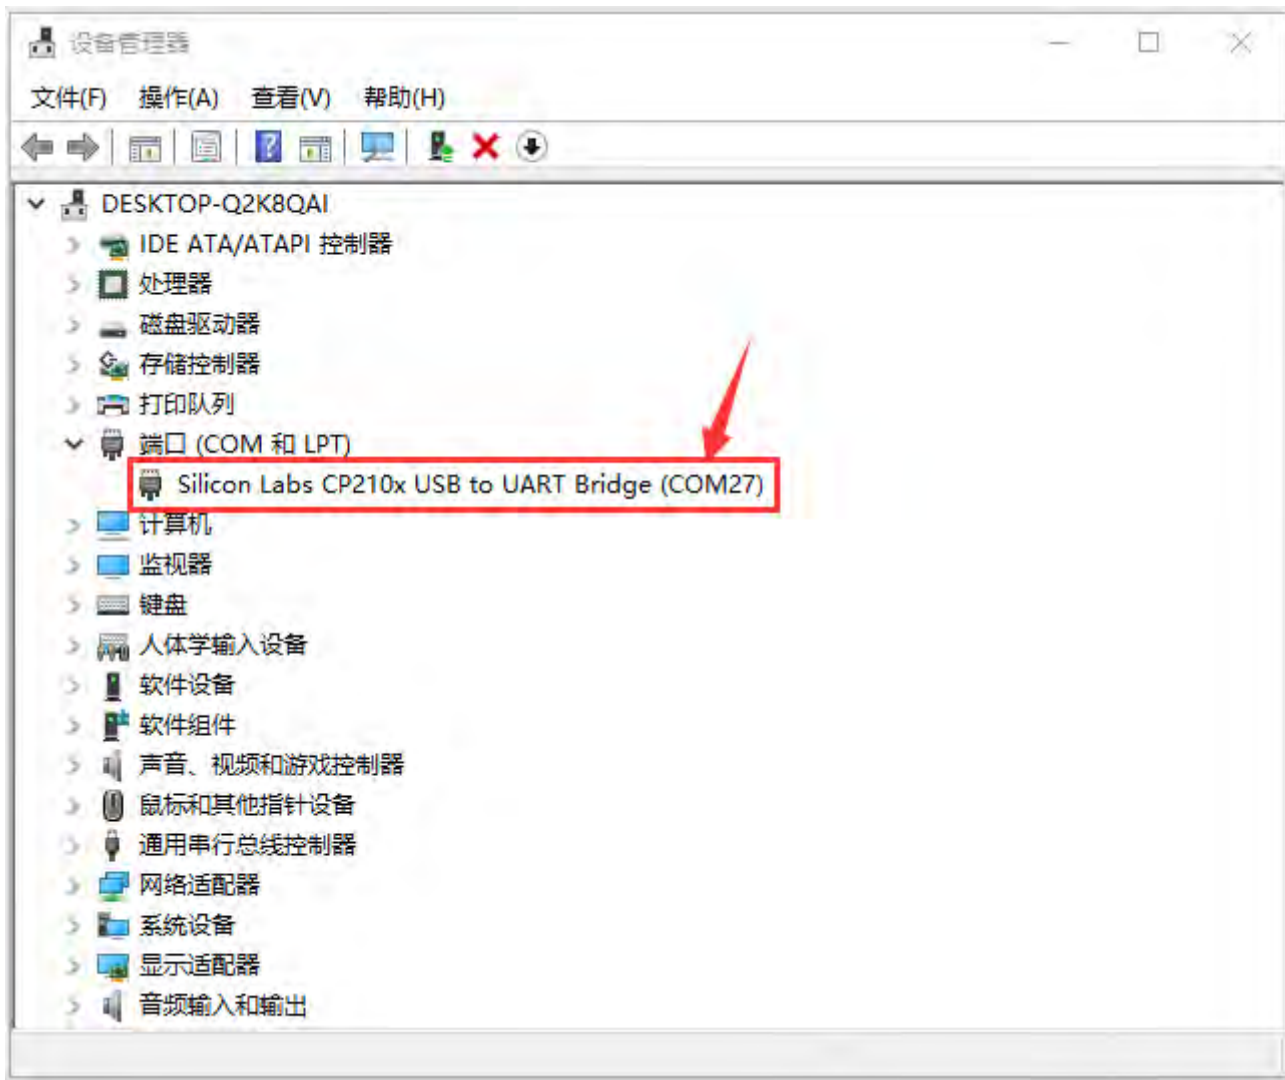 设备管理器
文件(F) 操作(A) 查看(V) 帮助(H)
DESKTOP-Q2K8QAI
IDE ATA/ATAPI 控制器
处理器
磁盘驱动器
存储控制器
打印队列
端口 (COM 和 LPT)
Silicon Labs CP210x USB to UART Bridge (COM27)
计算机
监视器
键盘
人体学输入设备
软件设备
软件组件
声音、视频和游戏控制器
鼠标和其他指针设备
通用串行总线控制器
网络适配器
系统设备
显示适配器
音频输入和输出